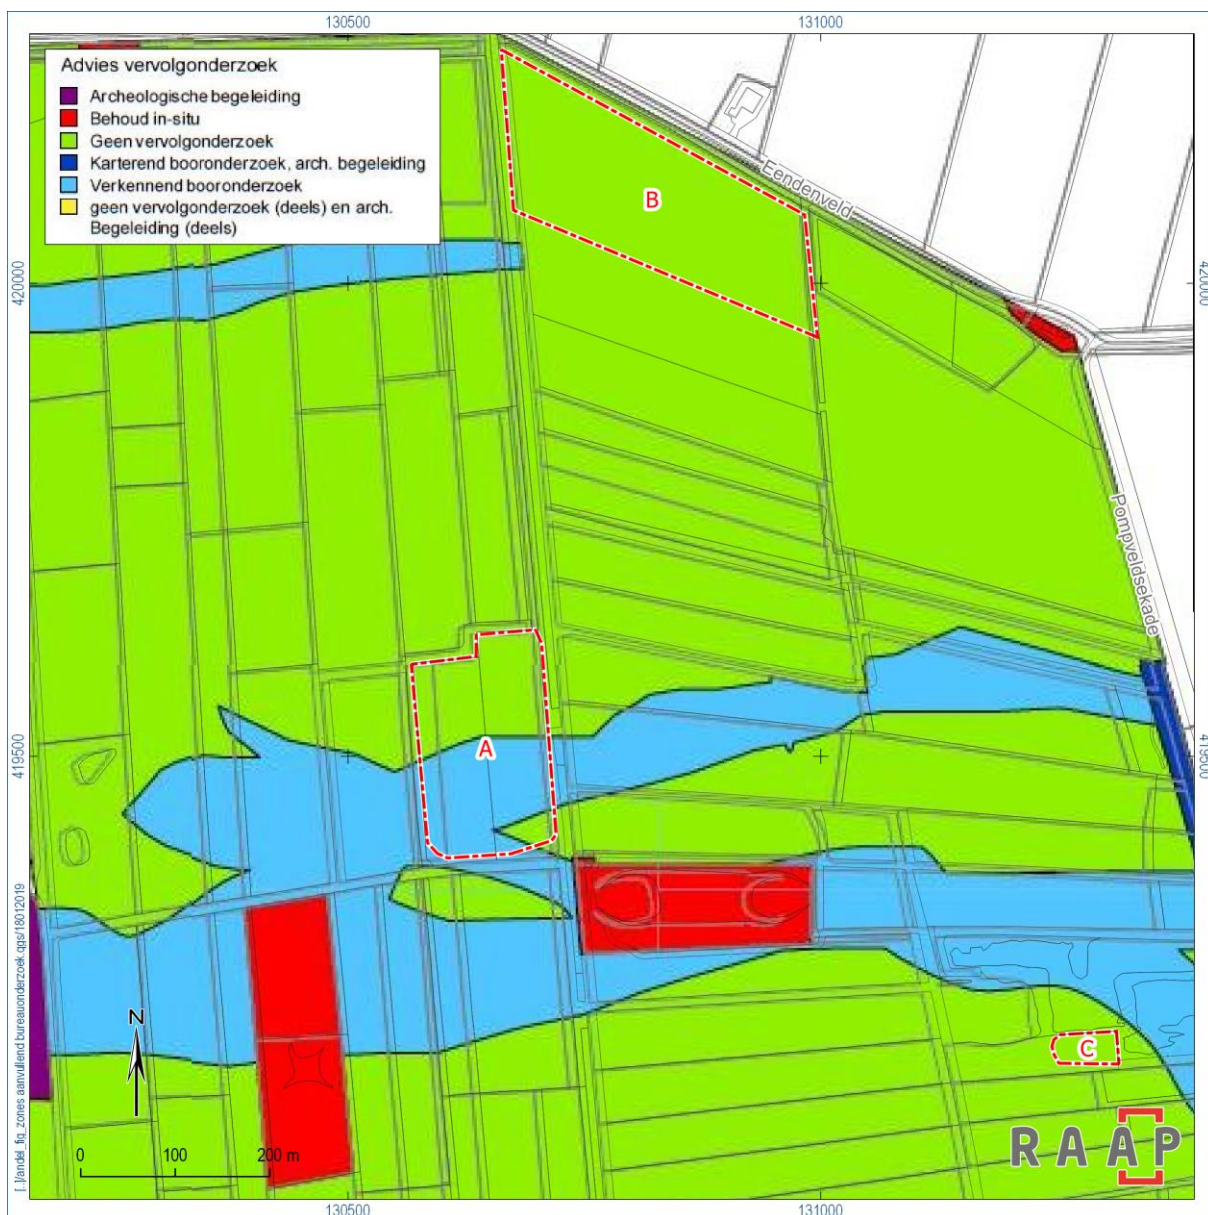 130500
131000
Advies vervolgonderzoek
Archeologische begeleiding
Behoud in-situ
Geen vervolgonderzoek
Karterend booronderzoek, arch. begeleiding
Verkennend booronderzoek
geen vervolgonderzoek (deels) en arch.
Begeleiding (deels)
B
Eendenveld
420000
420000
Pompveldsekade
A
419500
419500
C
N
0 100 200 m
RAAP
130500
131000